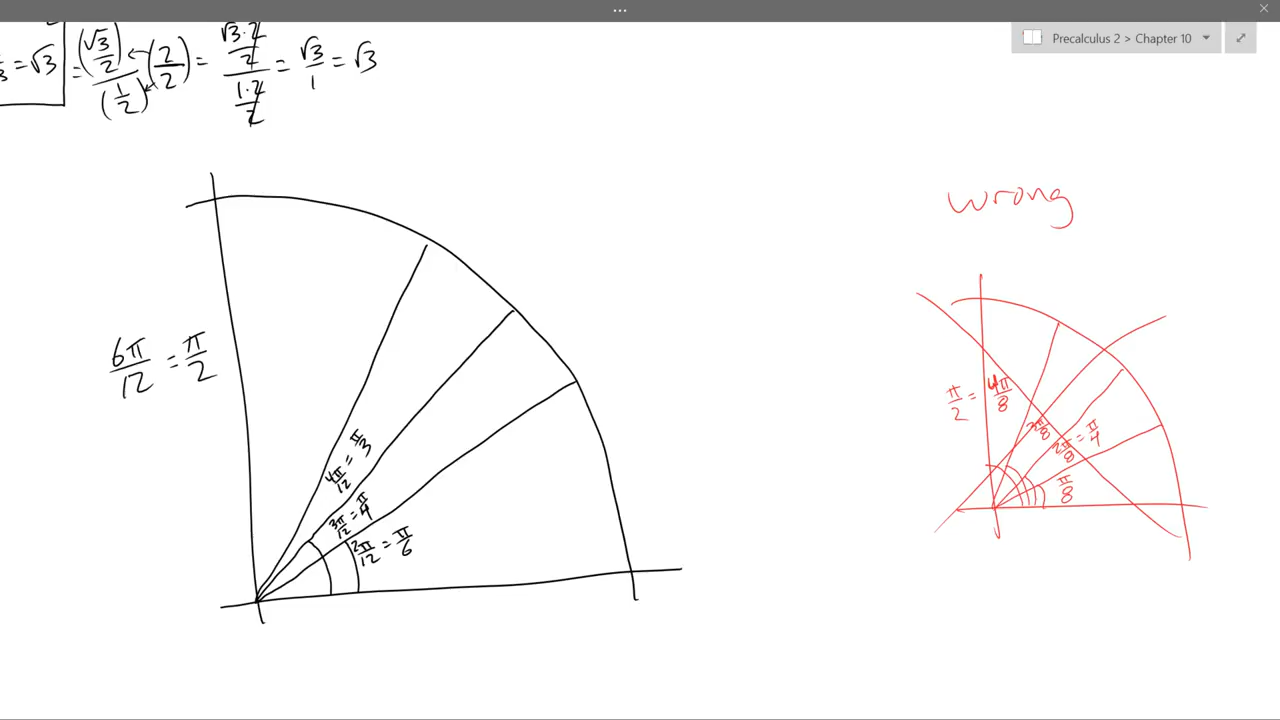 ...
Precalculus 2 > Chapter 10
= √3 = (√3/2)/(1/2) (2/2) = (√3·2/2)/(1·2/2) = √3/1 = √3
wrong
6π/12 = π/2
4π/12 = π/3
3π/12 = π/4
2π/12 = π/6
π/2 = 4π/8
3π/8
2π/8 = π/4
π/8